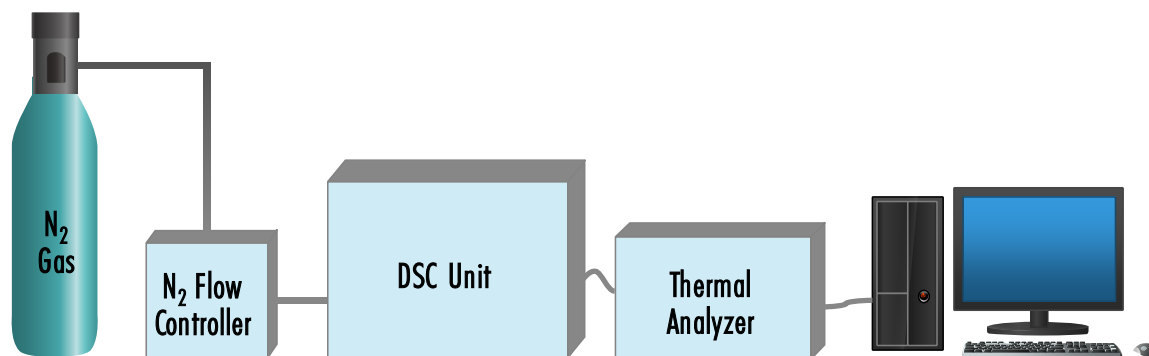 N₂
Gas
N₂ Flow
Controller
DSC Unit
Thermal
Analyzer